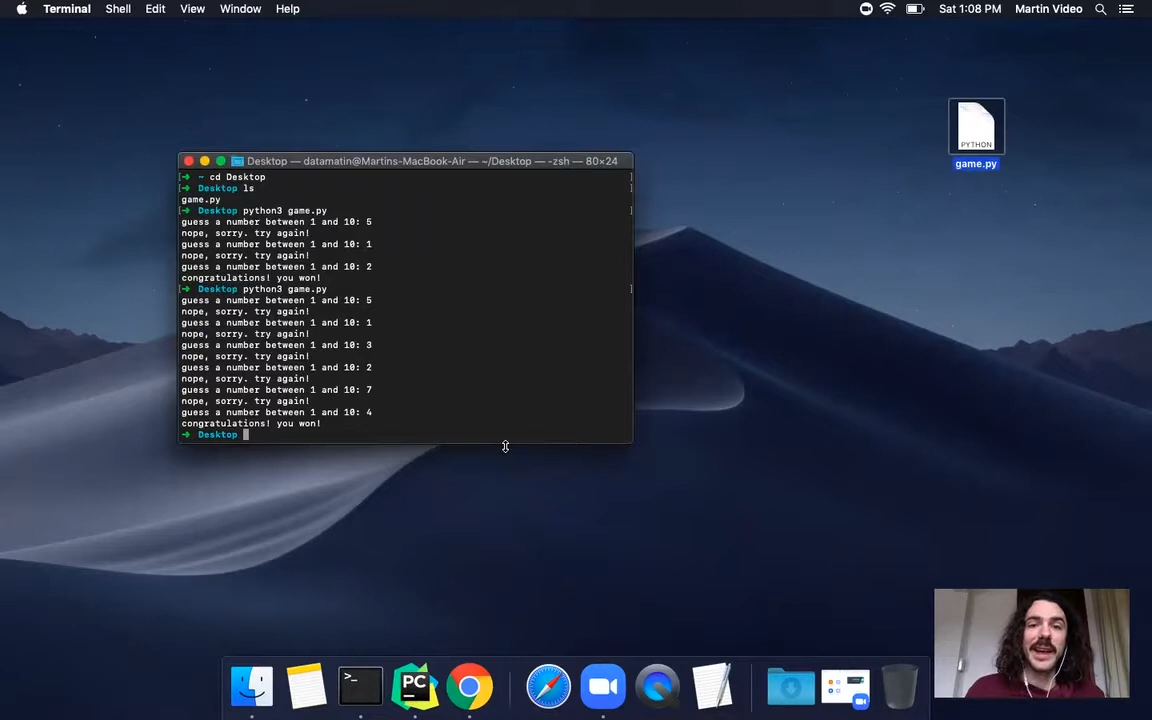 Terminal Shell Edit View Window Help
Sat 1:08 PM Martin Video
PYTHON
game.py
Desktop — datamatin@Martins-MacBook-Air — ~/Desktop — -zsh — 80×24
[➜ ~ cd Desktop ]
[➜ Desktop ls ]
game.py
[➜ Desktop python3 game.py ]
guess a number between 1 and 10: 5
nope, sorry. try again!
guess a number between 1 and 10: 1
nope, sorry. try again!
guess a number between 1 and 10: 2
congratulations! you won!
[➜ Desktop python3 game.py ]
guess a number between 1 and 10: 5
nope, sorry. try again!
guess a number between 1 and 10: 1
nope, sorry. try again!
guess a number between 1 and 10: 3
nope, sorry. try again!
guess a number between 1 and 10: 2
nope, sorry. try again!
guess a number between 1 and 10: 7
nope, sorry. try again!
guess a number between 1 and 10: 4
congratulations! you won!
➜ Desktop
>_
PC